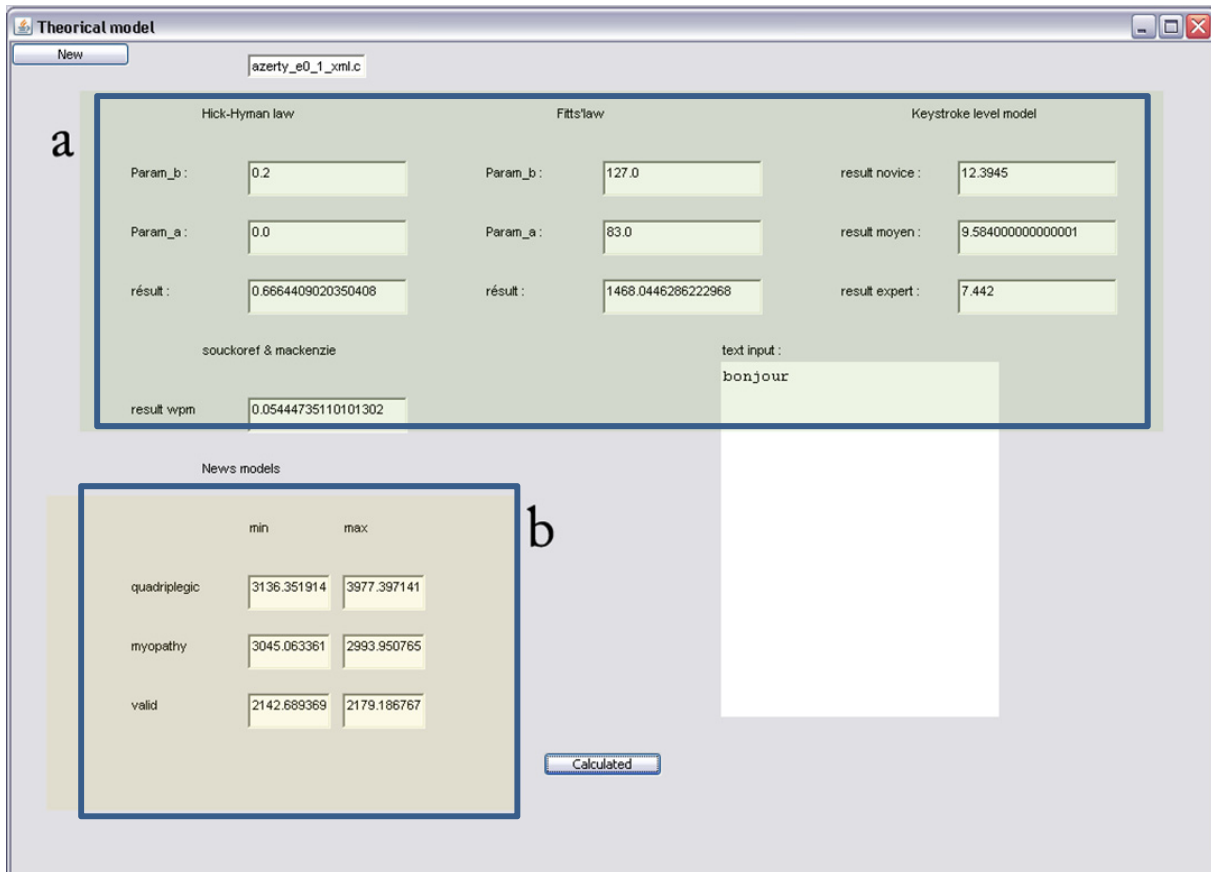 Theorical model
New
azerty_e0_1_xml.c
a
Hick-Hyman law Fitts'law Keystroke level model
Param_b : 0.2 Param_b : 127.0 result novice : 12.3945
Param_a : 0.0 Param_a : 83.0 result moyen : 9.584000000000001
résult : 0.6664409020350408 résult : 1468.0446286222968 result expert : 7.442
souckoref & mackenzie text input :
bonjour
result wpm 0.05444735110101302
News models
b
min max
quadriplegic 3136.351914 3977.397141
myopathy 3045.063361 2993.950765
valid 2142.689369 2179.186767
Calculated